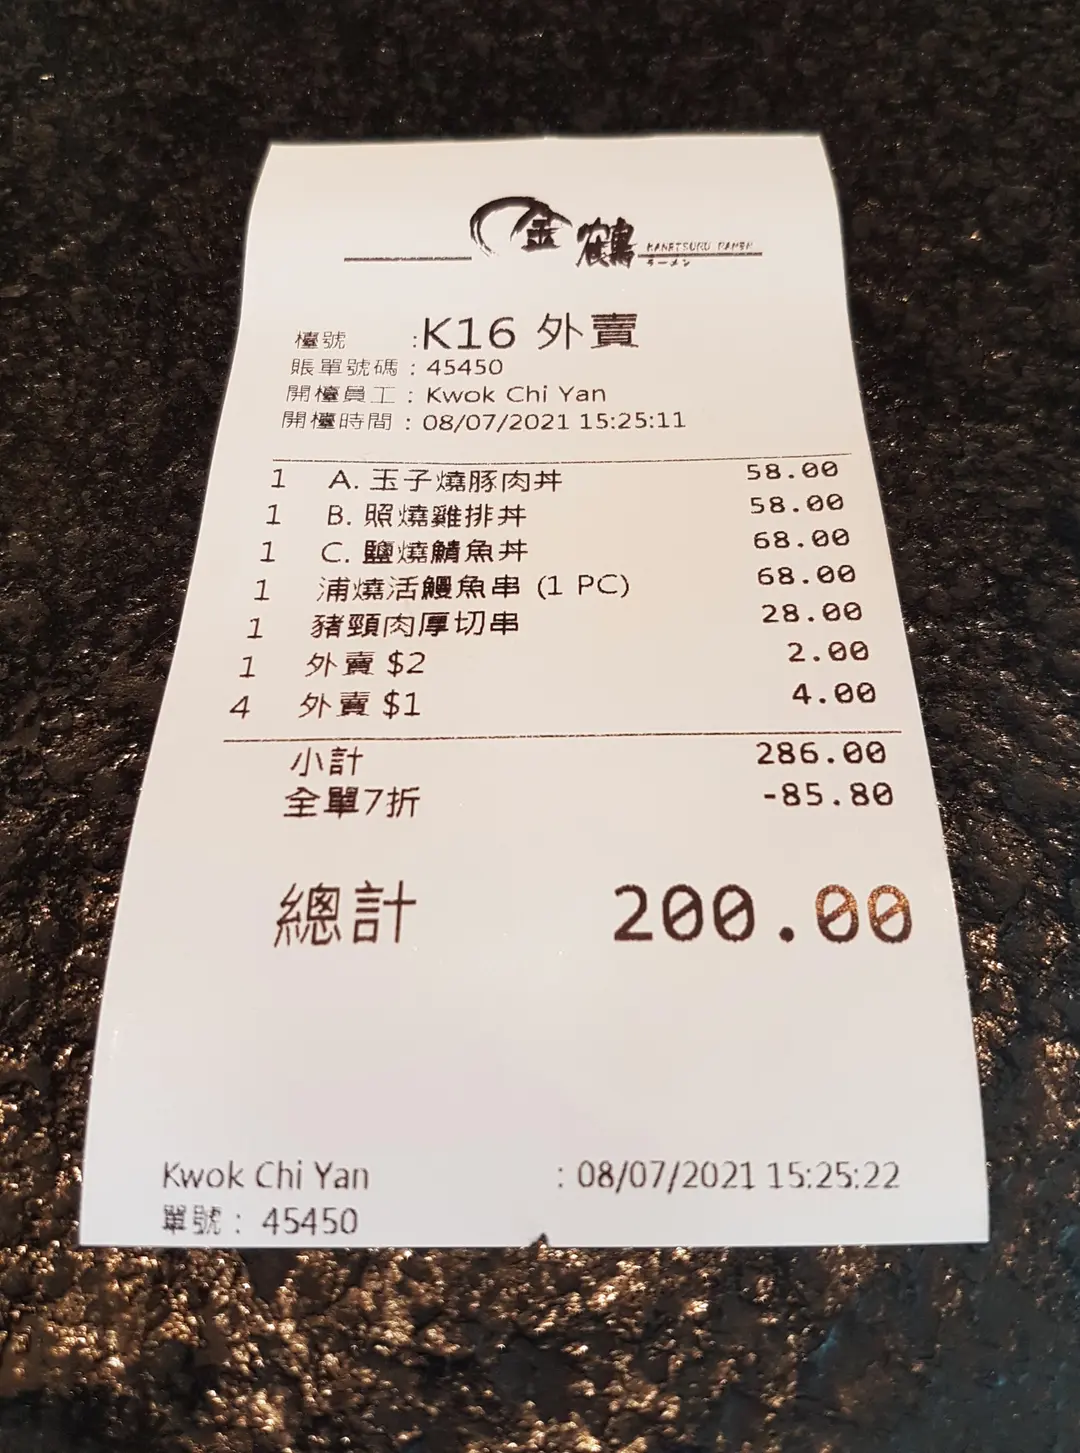 金鶴 KANETSURU RAMEN
ラーメン
檯號 :K16 外賣
賬單號碼 : 45450
開檯員工 : Kwok Chi Yan
開檯時間 : 08/07/2021 15:25:11
1 A. 玉子燒豚肉丼 58.00
1 B. 照燒雞排丼 58.00
1 C. 鹽燒鯖魚丼 68.00
1 浦燒活鰻魚串 (1 PC) 68.00
1 豬頸肉厚切串 28.00
1 外賣 $2 2.00
4 外賣 $1 4.00
小計 286.00
全單7折 -85.80
總計 200.00
Kwok Chi Yan : 08/07/2021 15:25:22
單號 : 45450